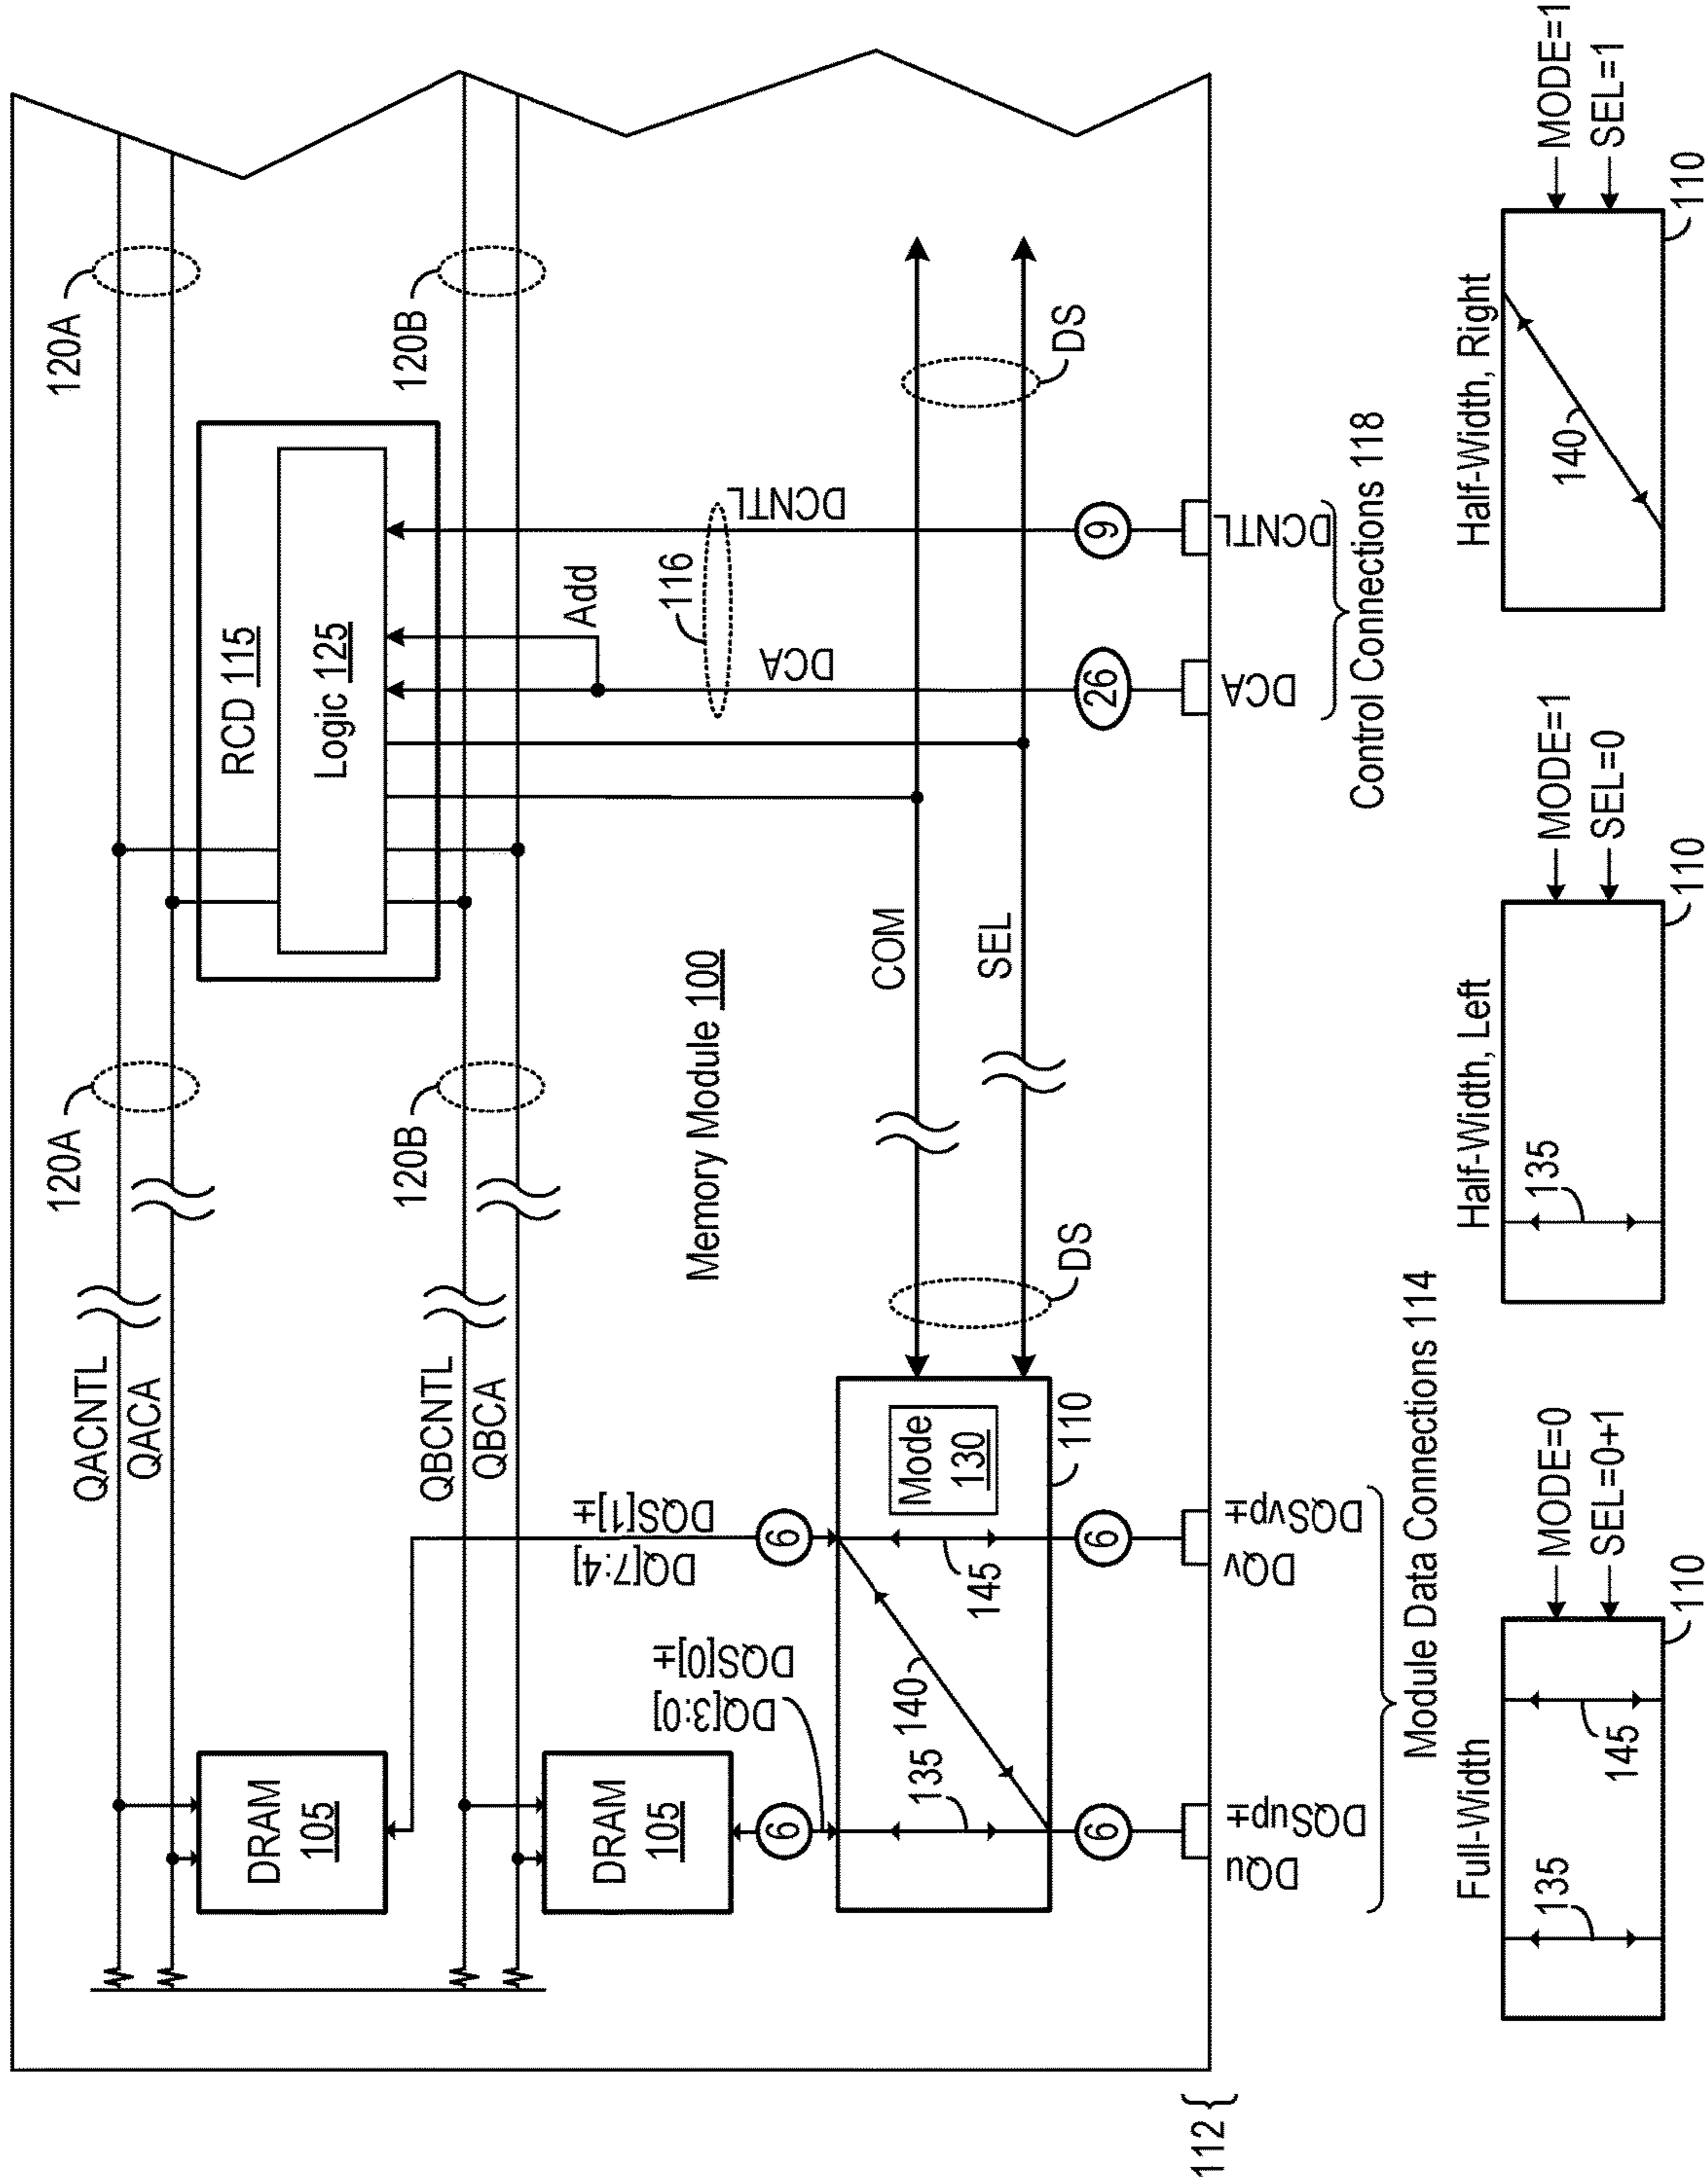 120A
120A
QACNTL
QACA
RCD 115
Logic 125
DRAM
105
120B
120B
QBCNTL
QBCA
DRAM
105
Add
116
DCA
DCNTL
Memory Module 100
DQ[7:4]
DQS[1]±
DQ[3:0]
DQS[0]±
COM
SEL
DS
DS
6
6
Mode
130
135
140
145
110
6
6
26
9
DQu
DQSup±
DQv
DQSvp±
DCA
DCNTL
112 {
Module Data Connections 114
Control Connections 118
Full-Width
135
145
MODE=0
SEL=0+1
110
Half-Width, Left
135
MODE=1
SEL=0
110
Half-Width, Right
140
MODE=1
SEL=1
110